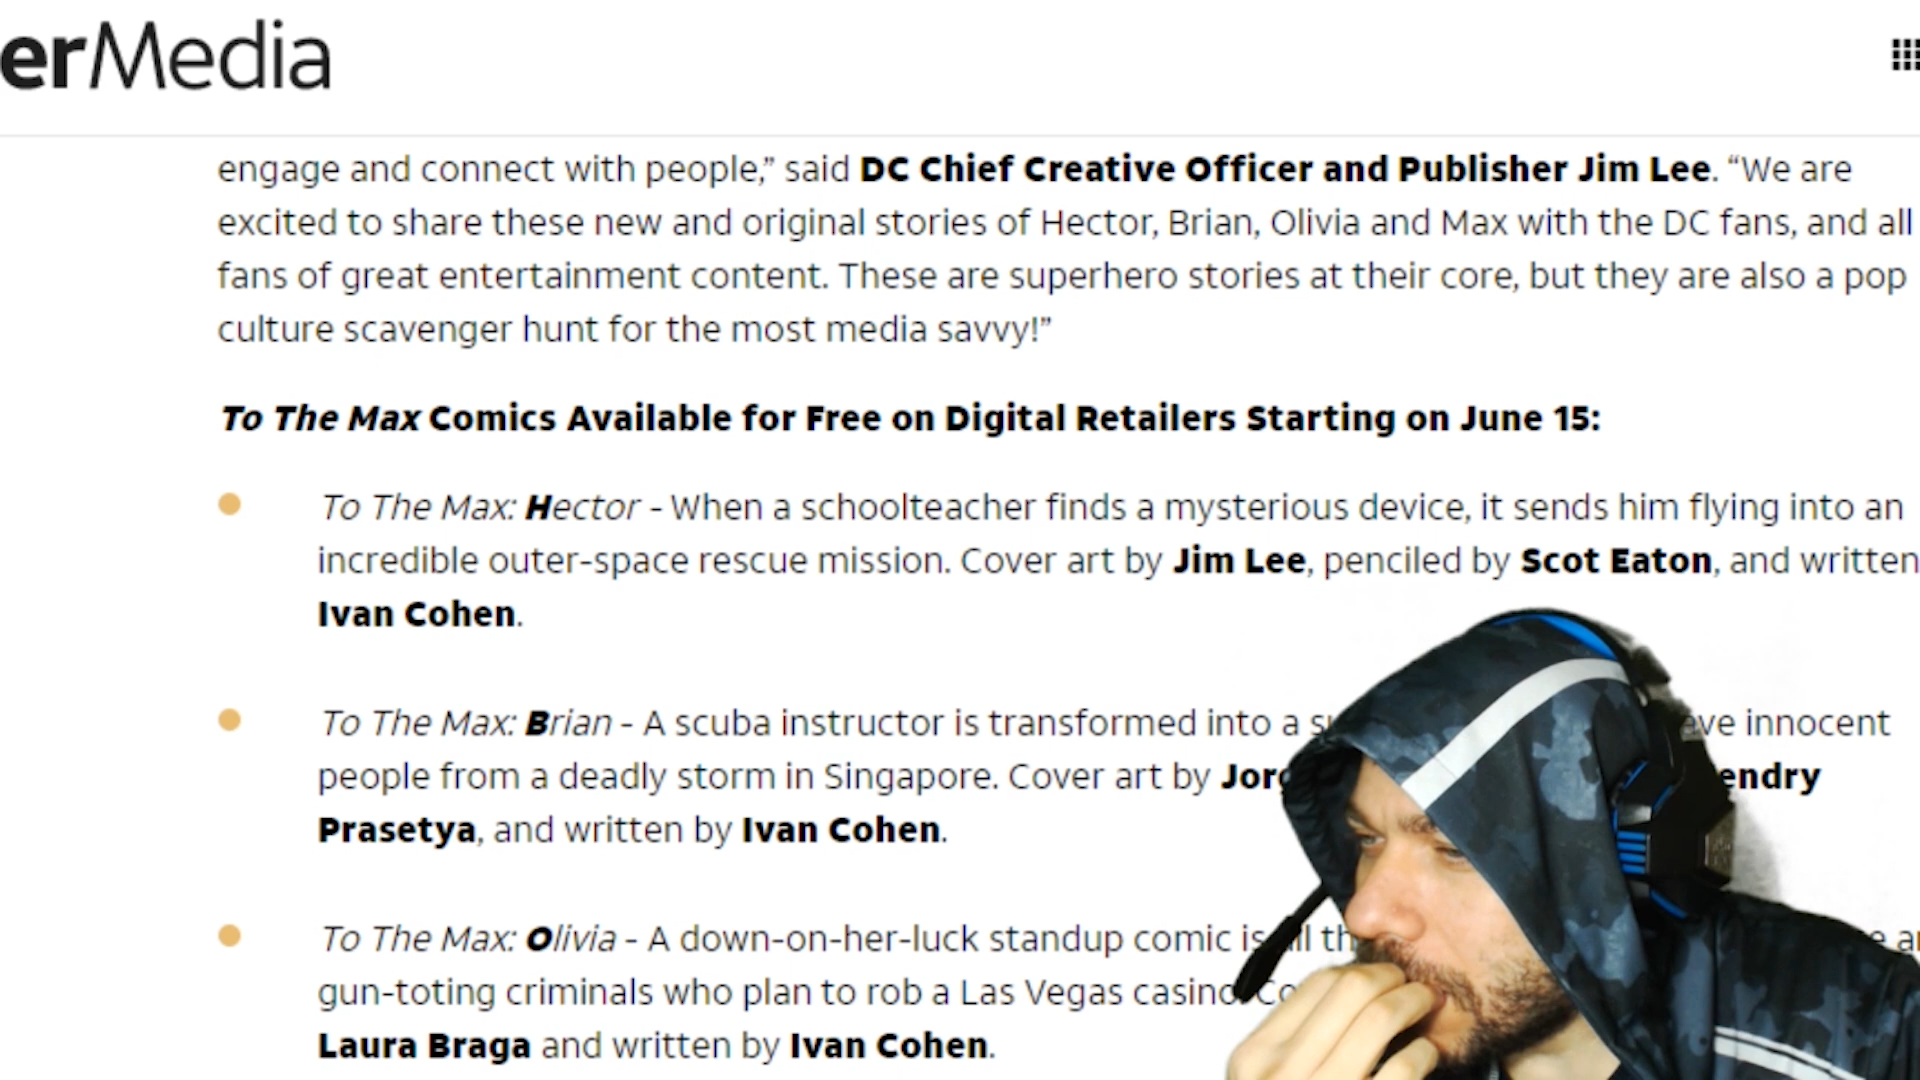 erMedia
engage and connect with people,” said DC Chief Creative Officer and Publisher Jim Lee. “We are
excited to share these new and original stories of Hector, Brian, Olivia and Max with the DC fans, and all
fans of great entertainment content. These are superhero stories at their core, but they are also a pop
culture scavenger hunt for the most media savvy!”
To The Max Comics Available for Free on Digital Retailers Starting on June 15:
To The Max: Hector - When a schoolteacher finds a mysterious device, it sends him flying into an
incredible outer-space rescue mission. Cover art by Jim Lee, penciled by Scot Eaton, and written
Ivan Cohen.
To The Max: Brian - A scuba instructor is transformed into a innocent
people from a deadly storm in Singapore. Cover art by
Prasetya, and written by Ivan Cohen.
To The Max: Olivia - A down-on-her-luck standup comic is
gun-toting criminals who plan to rob a Las Vegas casino.
Laura Braga and written by Ivan Cohen.